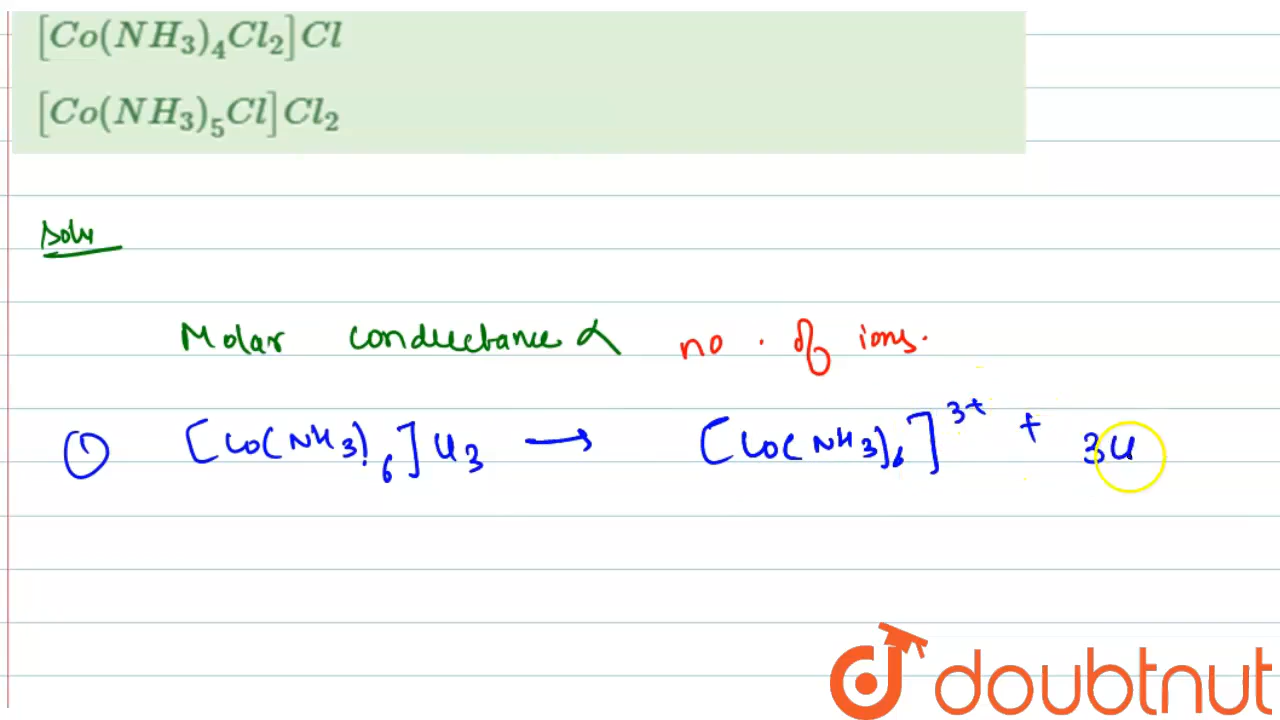 [Co(NH₃)₄Cl₂]Cl
[Co(NH₃)₅Cl]Cl₂
Soln
Molar conductance ∝ no. of ions.
① [Co(NH₃)₆]Cl₃ → [Co(NH₃)₆]³⁺ + 3Cl
doubtnut